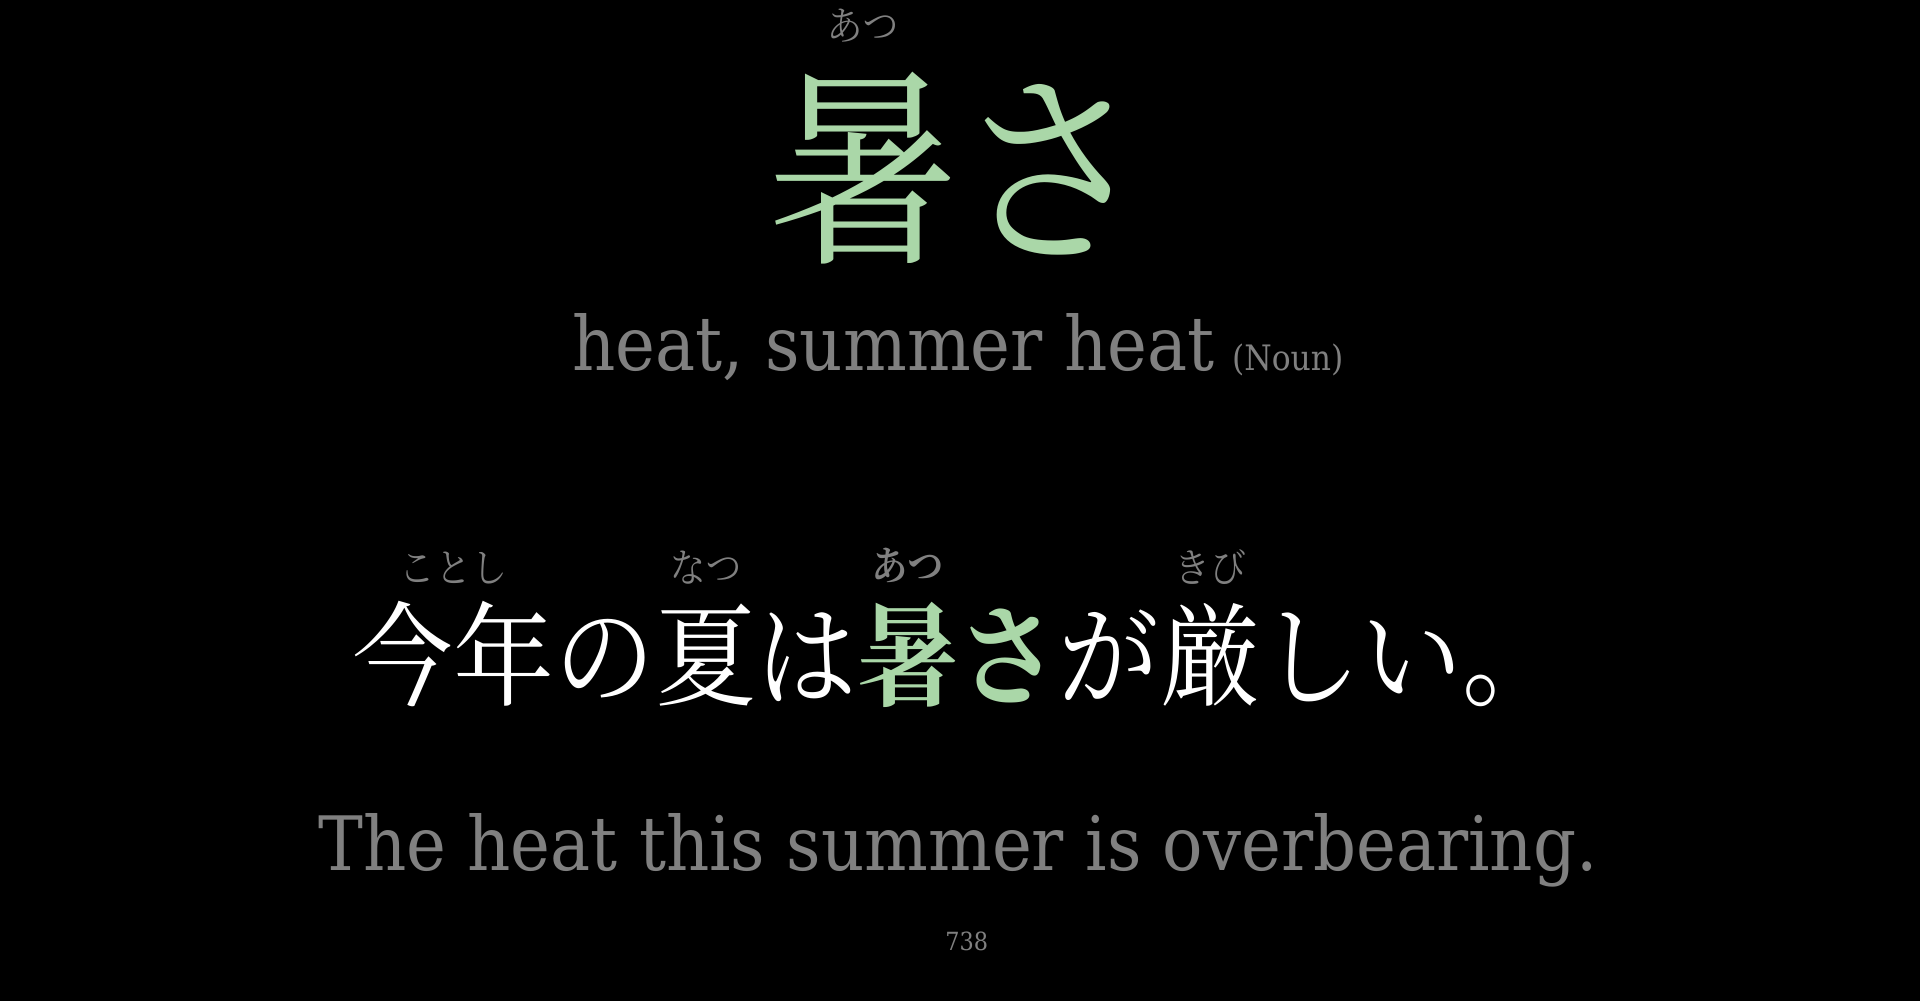 あつ
暑さ
heat, summer heat (Noun)
ことし なつ あつ きび
今年の夏は暑さが厳しい。
The heat this summer is overbearing.
738